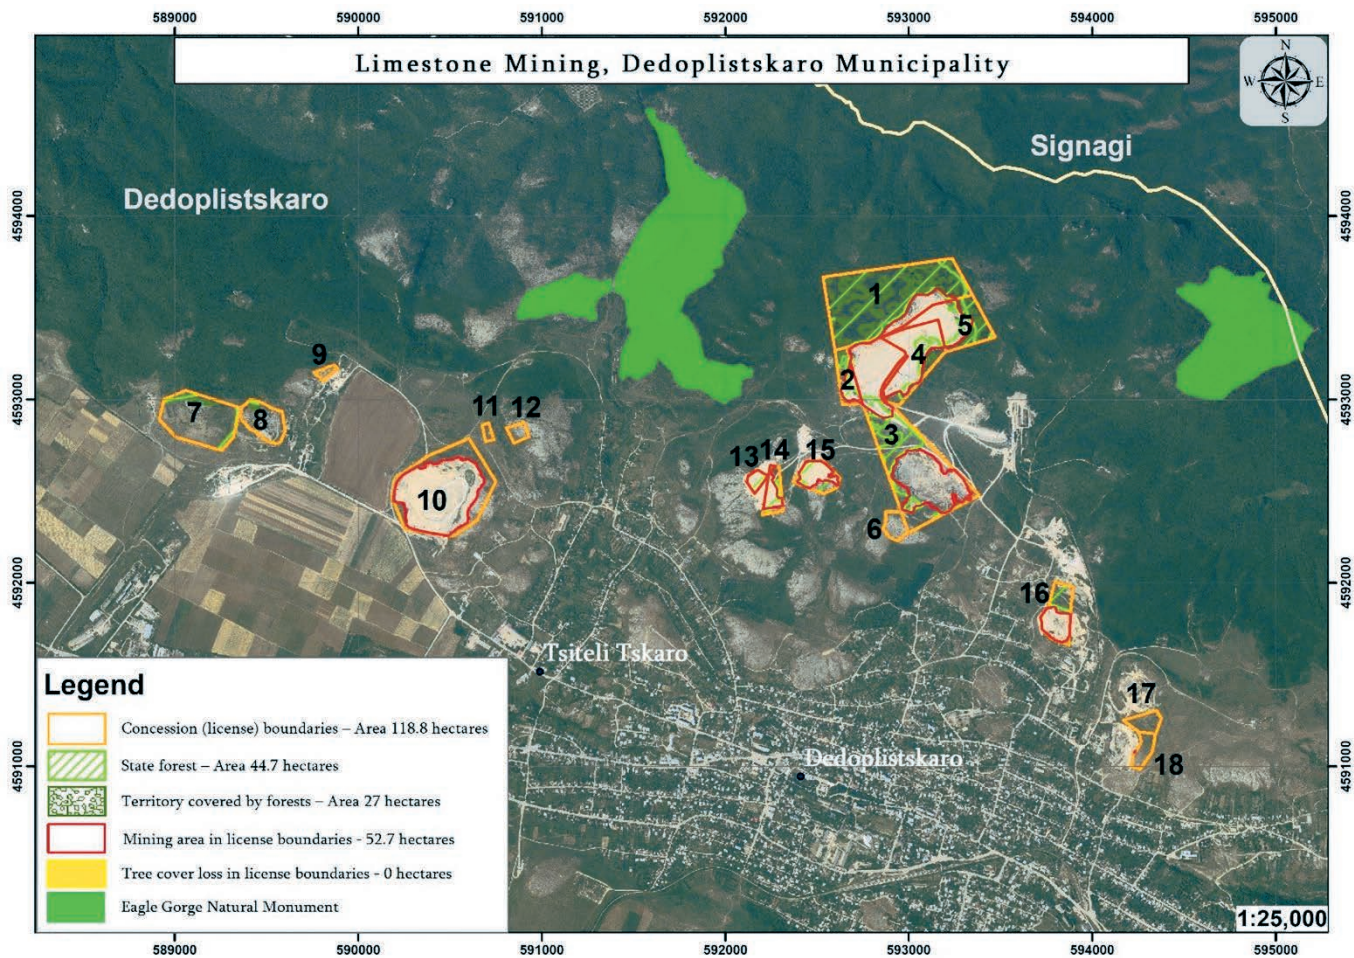 589000 590000 591000 592000 593000 594000 595000
Limestone Mining, Dedoplistskaro Municipality
N
W E
S
Signagi
Dedoplistskaro
4594000 4594000
1
5
4
9
2
4593000 4593000
7 8 11 12
3
13 14 15
10
6
4592000 4592000
16
Tsiteli Tskaro
17
Dedoplistskaro
18
4591000 4591000
Legend
Concession (license) boundaries – Area 118.8 hectares
State forest – Area 44.7 hectares
Territory covered by forests – Area 27 hectares
Mining area in license boundaries - 52.7 hectares
Tree cover loss in license boundaries - 0 hectares
Eagle Gorge Natural Monument
1:25,000
589000 590000 591000 592000 593000 594000 595000